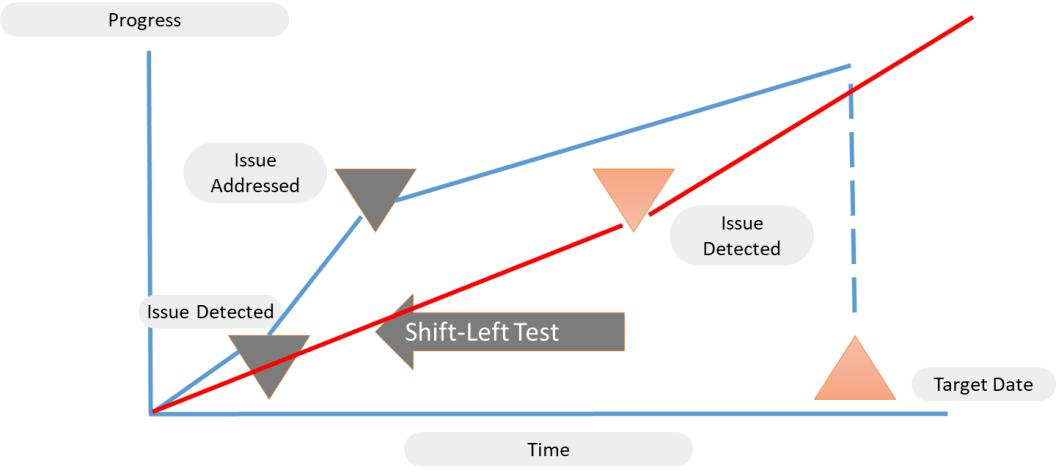 Progress
Issue
Addressed
Issue
Detected
Issue Detected
Shift-Left Test
Target Date
Time